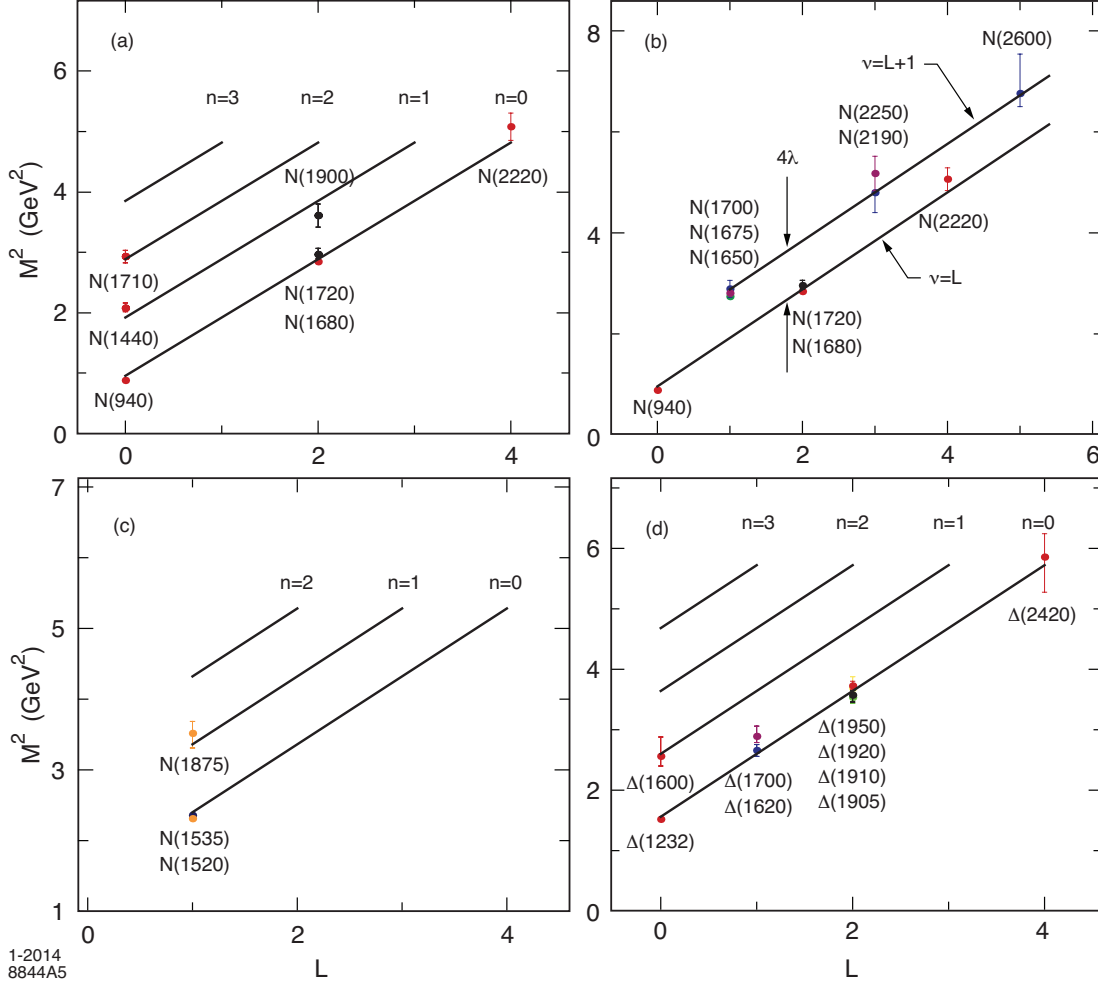 (a)
6
n=3 n=2 n=1 n=0
N(1900)
N(2220)
4
N(1710)
N(1720)
N(1680)
2
N(1440)
N(940)
0
0 2 4
M² (GeV²)
(b)
8
N(2600)
ν=L+1
N(2250)
N(2190)
4λ
N(1700)
N(1675)
N(1650)
4
N(2220)
ν=L
N(1720)
N(1680)
N(940)
0
0 2 4 6
(c)
7
n=2 n=1 n=0
5
N(1875)
3
N(1535)
N(1520)
1
0 2 4
M² (GeV²)
L
(d)
n=3 n=2 n=1 n=0
6
Δ(2420)
4
Δ(1950)
Δ(1920)
Δ(1910)
Δ(1905)
Δ(1600)
Δ(1700)
Δ(1620)
2
Δ(1232)
0
0 2 4
L
1-2014
8844A5